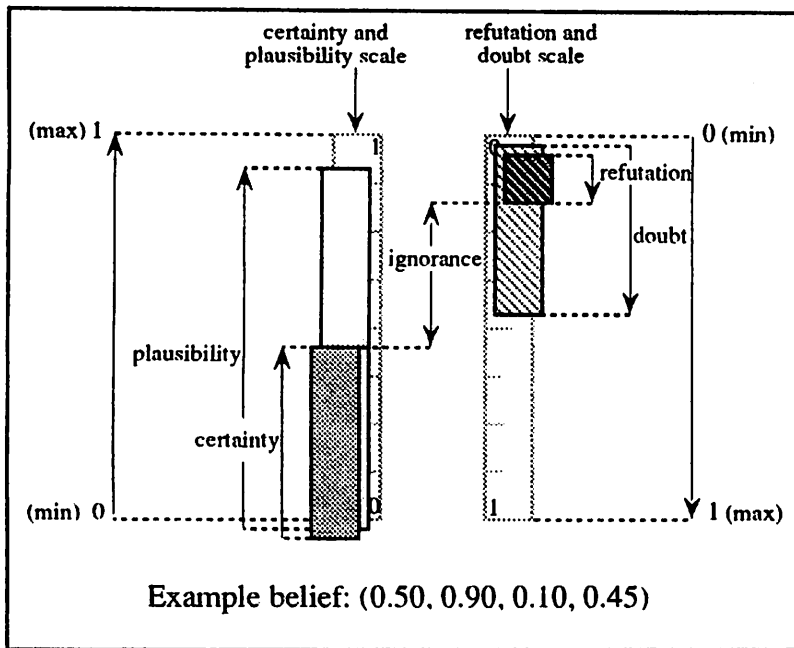 certainty and
plausibility scale
refutation and
doubt scale
(max) 1
1
0
0 (min)
refutation
doubt
ignorance
plausibility
certainty
(min) 0
0
1
1 (max)
Example belief: (0.50, 0.90, 0.10, 0.45)